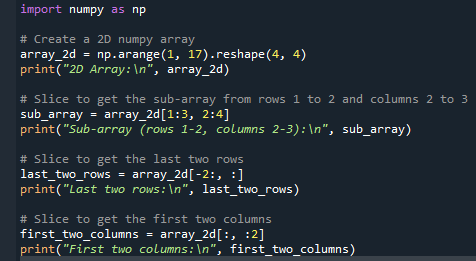 import numpy as np
# Create a 2D numpy array
array_2d = np.arange(1, 17).reshape(4, 4)
print("2D Array:\n", array_2d)
# Slice to get the sub-array from rows 1 to 2 and columns 2 to 3
sub_array = array_2d[1:3, 2:4]
print("Sub-array (rows 1-2, columns 2-3):\n", sub_array)
# Slice to get the last two rows
last_two_rows = array_2d[-2:, :]
print("Last two rows:\n", last_two_rows)
# Slice to get the first two columns
first_two_columns = array_2d[:, :2]
print("First two columns:\n", first_two_columns)